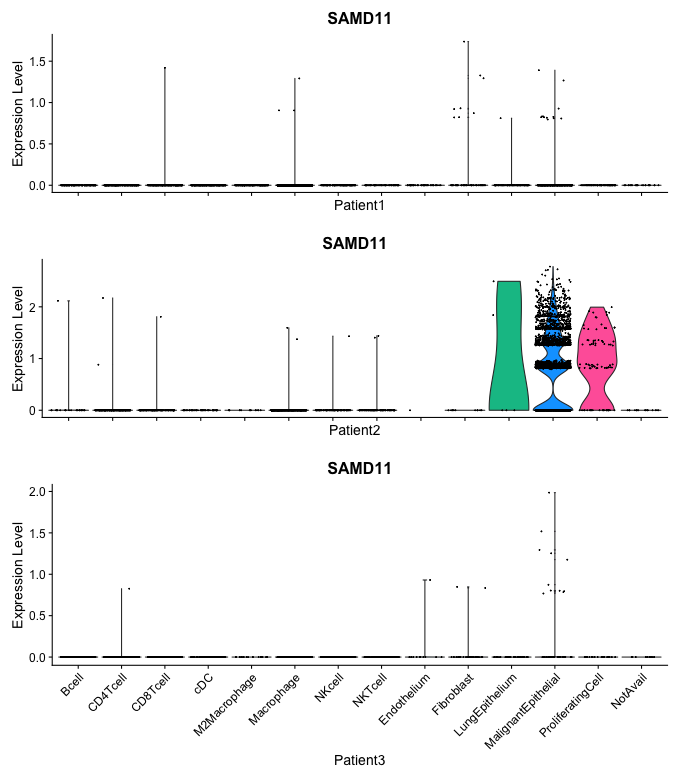 SAMD11
Expression Level
1.5
1.0
0.5
0.0
Patient1
SAMD11
Expression Level
2
1
0
Patient2
SAMD11
Expression Level
2.0
1.5
1.0
0.5
0.0
Bcell
CD4Tcell
CD8Tcell
cDC
M2Macrophage
Macrophage
NKcell
NKTcell
Endothelium
Fibroblast
LungEpithelium
MalignantEpithelial
ProliferatingCell
NotAvail
Patient3